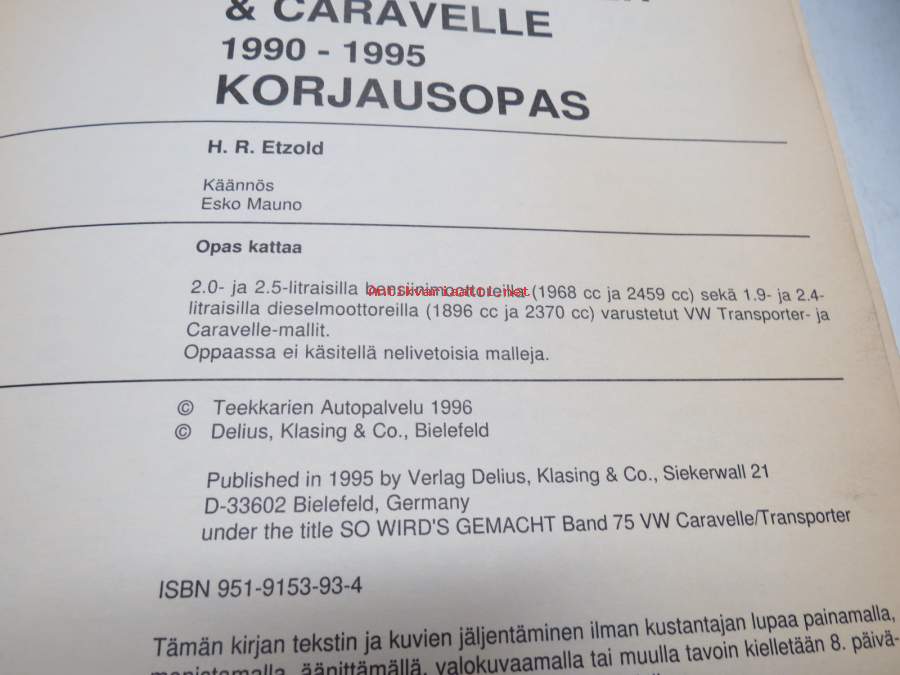 & CARAVELLE
1990 - 1995
KORJAUSOPAS
H. R. Etzold
Käännös
Esko Mauno
Opas kattaa
2.0- ja 2.5-litraisilla bensiinimoottoreilla (1968 cc ja 2459 cc) sekä 1.9- ja 2.4-
litraisilla dieselmoottoreilla (1896 cc ja 2370 cc) varustetut VW Transporter- ja
Caravelle-mallit.
Oppaassa ei käsitellä nelivetoisia malleja.
© Teekkarien Autopalvelu 1996
© Delius, Klasing & Co., Bielefeld
Published in 1995 by Verlag Delius, Klasing & Co., Siekerwall 21
D-33602 Bielefeld, Germany
under the title SO WIRD'S GEMACHT Band 75 VW Caravelle/Transporter
ISBN 951-9153-93-4
Tämän kirjan tekstin ja kuvien jäljentäminen ilman kustantajan lupaa painamalla,
monistamalla, äänittämällä, valokuvaamalla tai muulla tavoin kielletään 8. päivä-